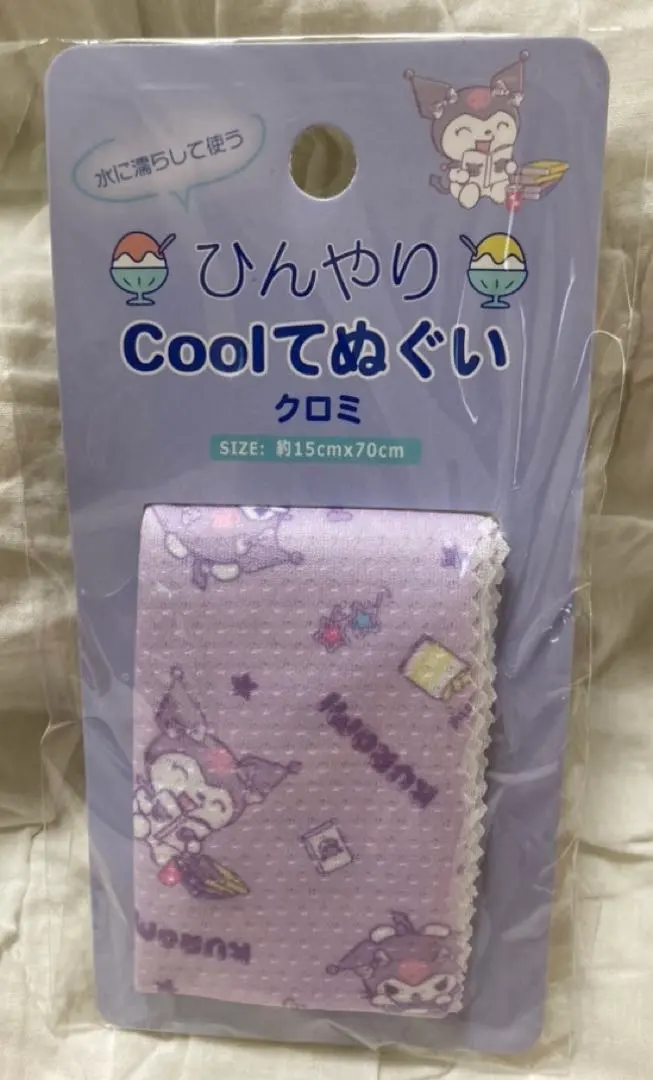 水に濡らして使う
ひんやり
Coolてぬぐい
クロミ
SIZE: 約15cmx70cm
KUROMI
KUROM